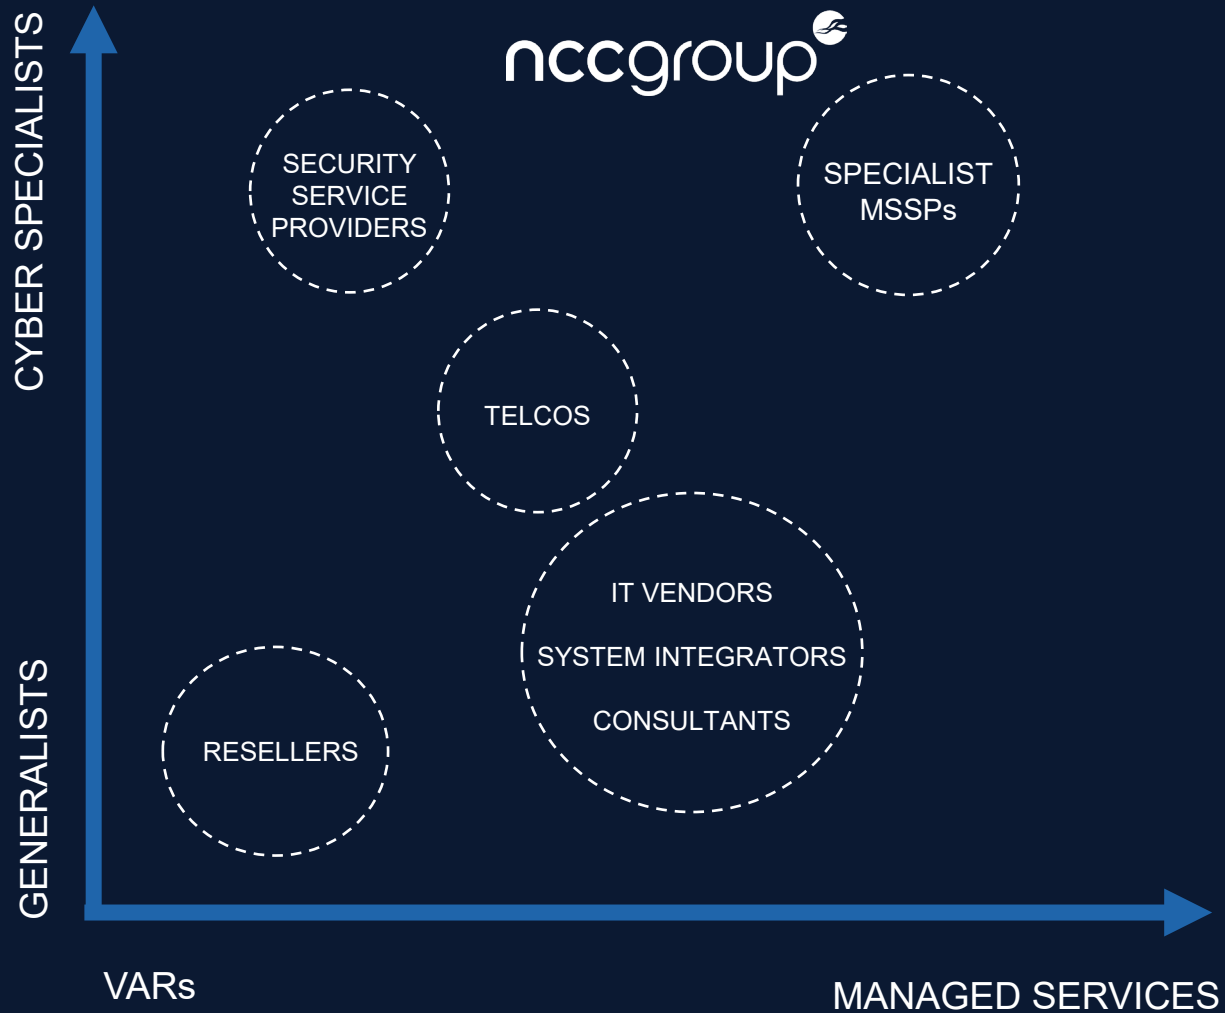 CYBER SPECIALISTS
GENERALISTS
nccgroup
SECURITY
SERVICE
PROVIDERS
SPECIALIST
MSSPs
TELCOS
IT VENDORS
SYSTEM INTEGRATORS
CONSULTANTS
RESELLERS
VARs
MANAGED SERVICES